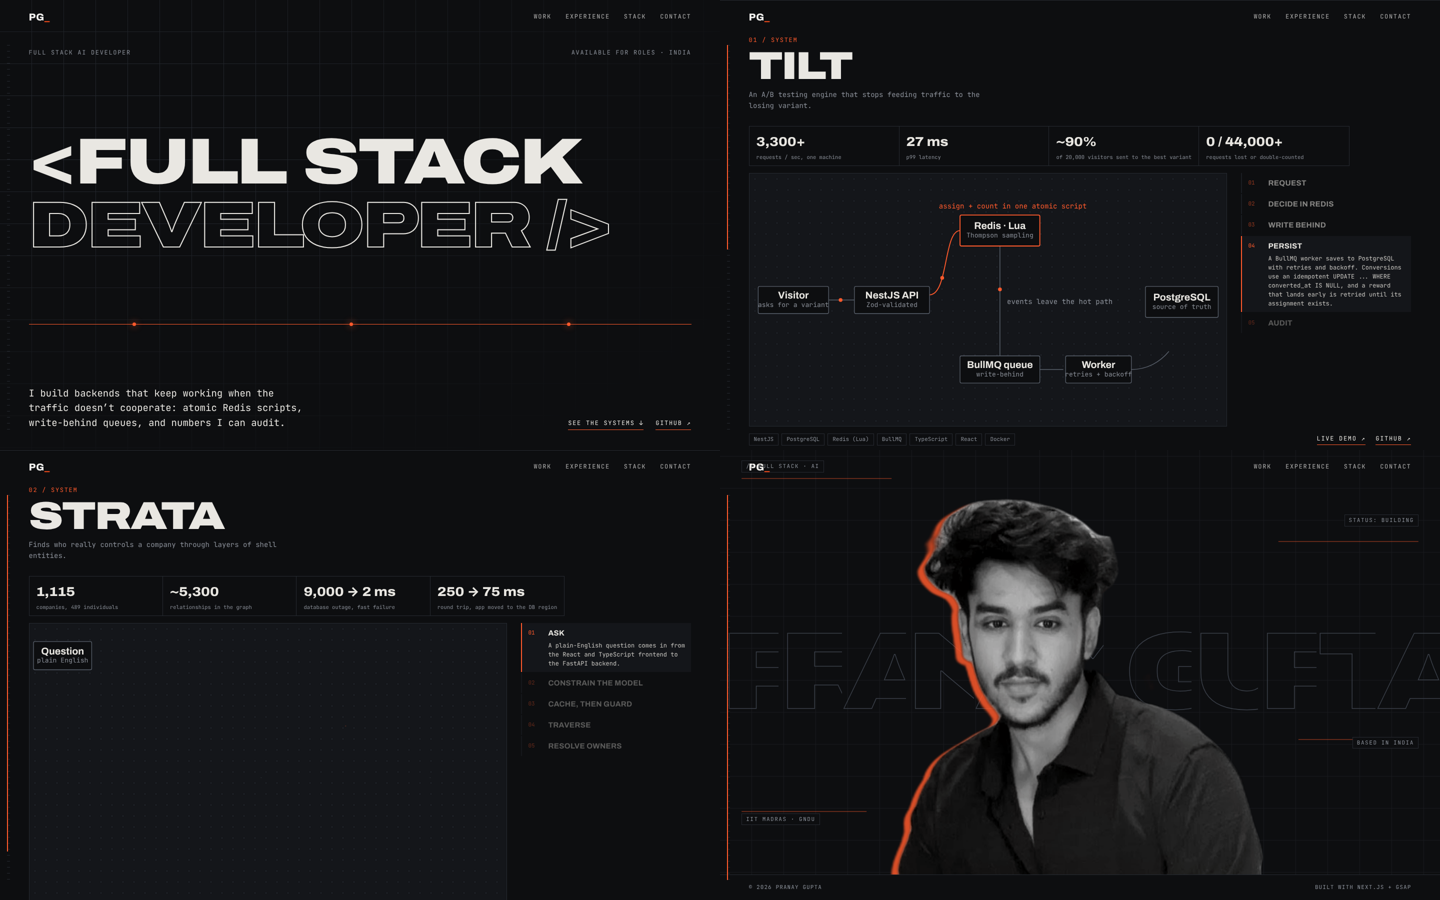 PG_
WORK EXPERIENCE STACK CONTACT
FULL STACK AI DEVELOPER
AVAILABLE FOR ROLES · INDIA
<FULL STACK
DEVELOPER />
I build backends that keep working when the
traffic doesn’t cooperate: atomic Redis scripts,
write-behind queues, and numbers I can audit.
SEE THE SYSTEMS ↓ GITHUB ↗
PG_
WORK EXPERIENCE STACK CONTACT
01 / SYSTEM
TILT
An A/B testing engine that stops feeding traffic to the
losing variant.
3,300+
requests / sec, one machine
27 ms
p99 latency
~90%
of 20,000 visitors sent to the best variant
0 / 44,000+
requests lost or double-counted
assign + count in one atomic script
Redis · Lua
Thompson sampling
Visitor
asks for a variant
NestJS API
Zod-validated
events leave the hot path
PostgreSQL
source of truth
BullMQ queue
write-behind
Worker
retries + backoff
01 REQUEST
02 DECIDE IN REDIS
03 WRITE BEHIND
04 PERSIST
A BullMQ worker saves to PostgreSQL
with retries and backoff. Conversions
use an idempotent UPDATE ... WHERE
converted_at IS NULL, and a reward
that lands early is retried until its
assignment exists.
05 AUDIT
NestJS PostgreSQL Redis (Lua) BullMQ TypeScript React Docker
LIVE DEMO ↗ GITHUB ↗
PG_
WORK EXPERIENCE STACK CONTACT
02 / SYSTEM
STRATA
Finds who really controls a company through layers of shell
entities.
1,115
companies, 489 individuals
~5,300
relationships in the graph
9,000 → 2 ms
database outage, fast failure
250 → 75 ms
round trip, app moved to the DB region
Question
plain English
01 ASK
A plain-English question comes in from
the React and TypeScript frontend to
the FastAPI backend.
02 CONSTRAIN THE MODEL
03 CACHE, THEN GUARD
04 TRAVERSE
05 RESOLVE OWNERS
PG_
STACK · AI
WORK EXPERIENCE STACK CONTACT
STATUS: BUILDING
GUPTA
BASED IN INDIA
IIT MADRAS · GNDU
© 2026 PRANAY GUPTA
BUILT WITH NEXT.JS + GSAP